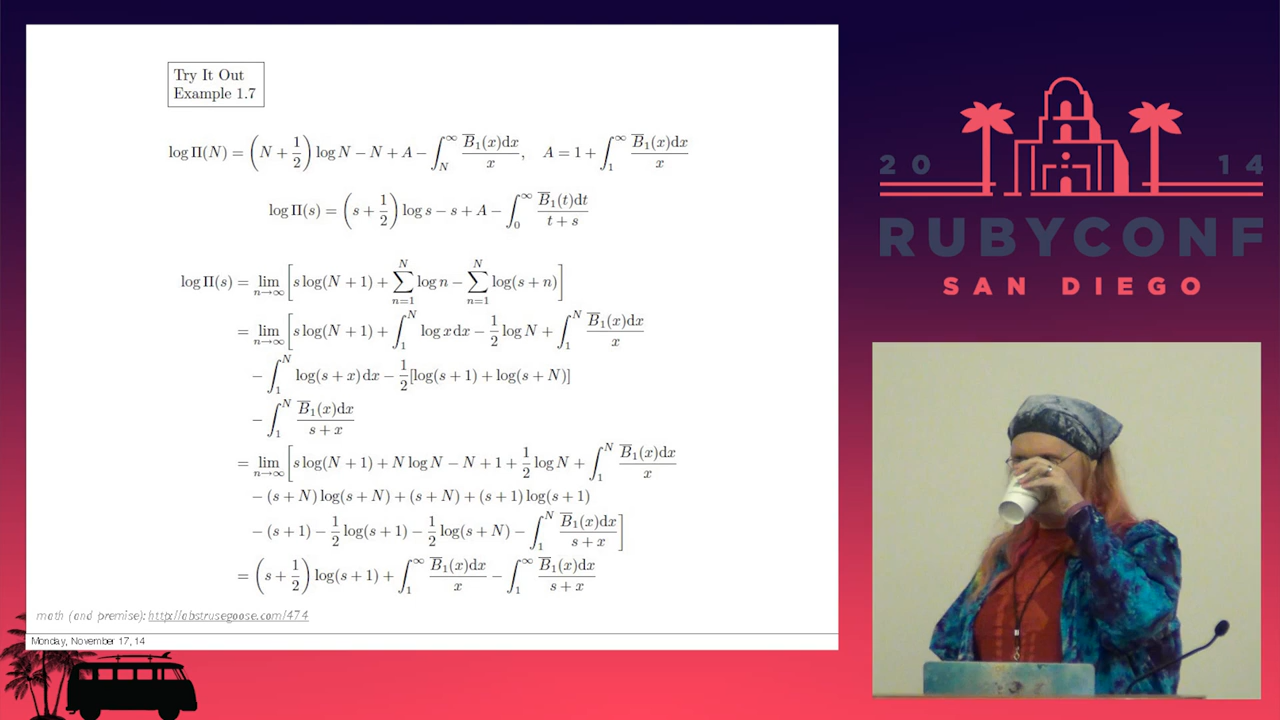 Try It Out
Example 1.7
log Π(N) = (N + 1/2) log N − N + A − ∫_N^∞ B̅₁(x)dx / x, A = 1 + ∫_1^∞ B̅₁(x)dx / x
log Π(s) = (s + 1/2) log s − s + A − ∫_0^∞ B̅₁(t)dt / t + s
log Π(s) = lim_{n→∞} [s log(N + 1) + ∑_{n=1}^N log n − ∑_{n=1}^N log(s + n)]
= lim_{n→∞} [s log(N + 1) + ∫_1^N log x dx − 1/2 log N + ∫_1^N B̅₁(x)dx / x
− ∫_1^N log(s + x)dx − 1/2[log(s + 1) + log(s + N)]
− ∫_1^N B̅₁(x)dx / s + x
= lim_{n→∞} [s log(N + 1) + N log N − N + 1 + 1/2 log N + ∫_1^N B̅₁(x)dx / x
− (s + N) log(s + N) + (s + N) + (s + 1) log(s + 1)
− (s + 1) − 1/2 log(s + 1) − 1/2 log(s + N) − ∫_1^N B̅₁(x)dx / s + x]
= (s + 1/2) log(s + 1) + ∫_1^∞ B̅₁(x)dx / x − ∫_1^∞ B̅₁(x)dx / s + x
math (and premise): http://abstrusegoose.com/474
Monday, November 17, 14
20 14
RUBYCONF
SAN DIEGO